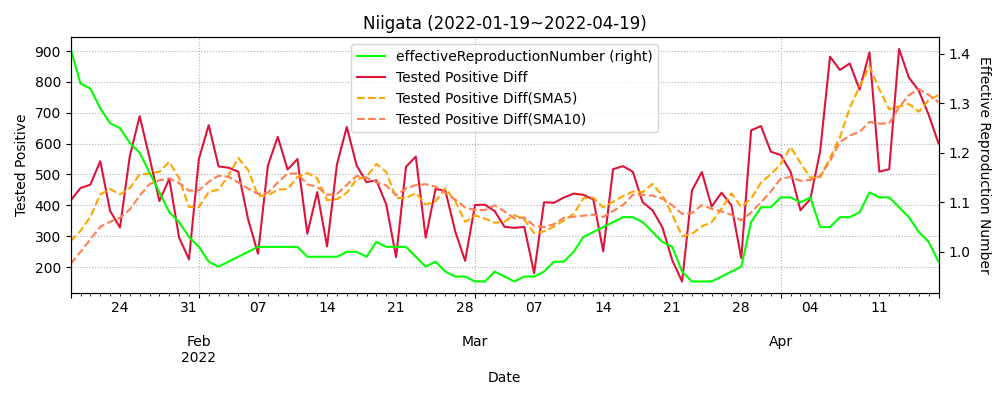 Niigata (2022-01-19~2022-04-19)
effectiveReproductionNumber (right)
Tested Positive Diff
Tested Positive Diff(SMA5)
Tested Positive Diff(SMA10)
Tested Positive
900
800
700
600
500
400
300
200
1.4
1.3
1.2
1.1
1.0
Effective Reproduction Number
24 31 07 14 21 28 07 14 21 28 04 11
Feb Mar Apr
2022
Date